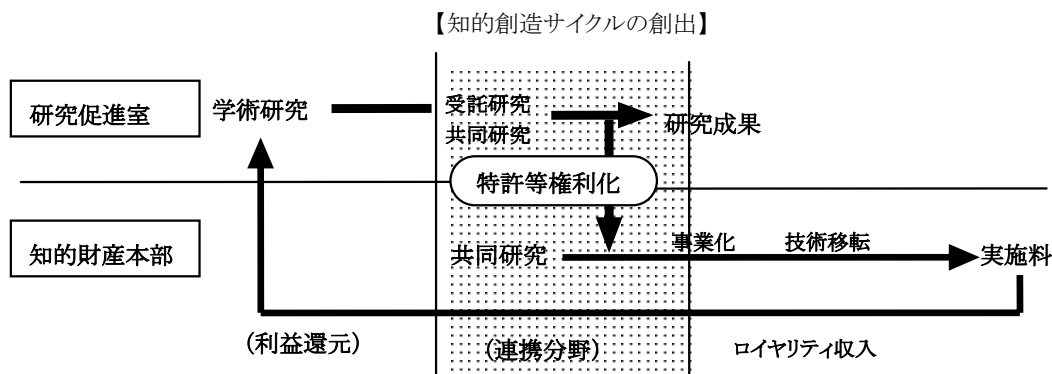 【知的創造サイクルの創出】
研究促進室
学術研究
受託研究
共同研究
研究成果
特許等権利化
知的財産本部
共同研究
事業化
技術移転
実施料
(利益還元)
(連携分野)
ロイヤリティ収入